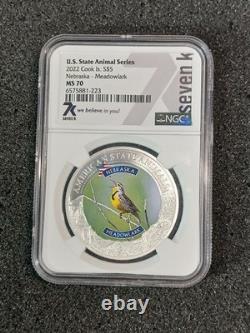 U.S. State Animal Series
2022 Cook Is. S$5
Nebraska - Meadowlark
MS 70
6575881-223
we believe in you!
seven k
NGC
AMERICAN STATE ANIMALS
NEBRASKA
MEADOWLARK